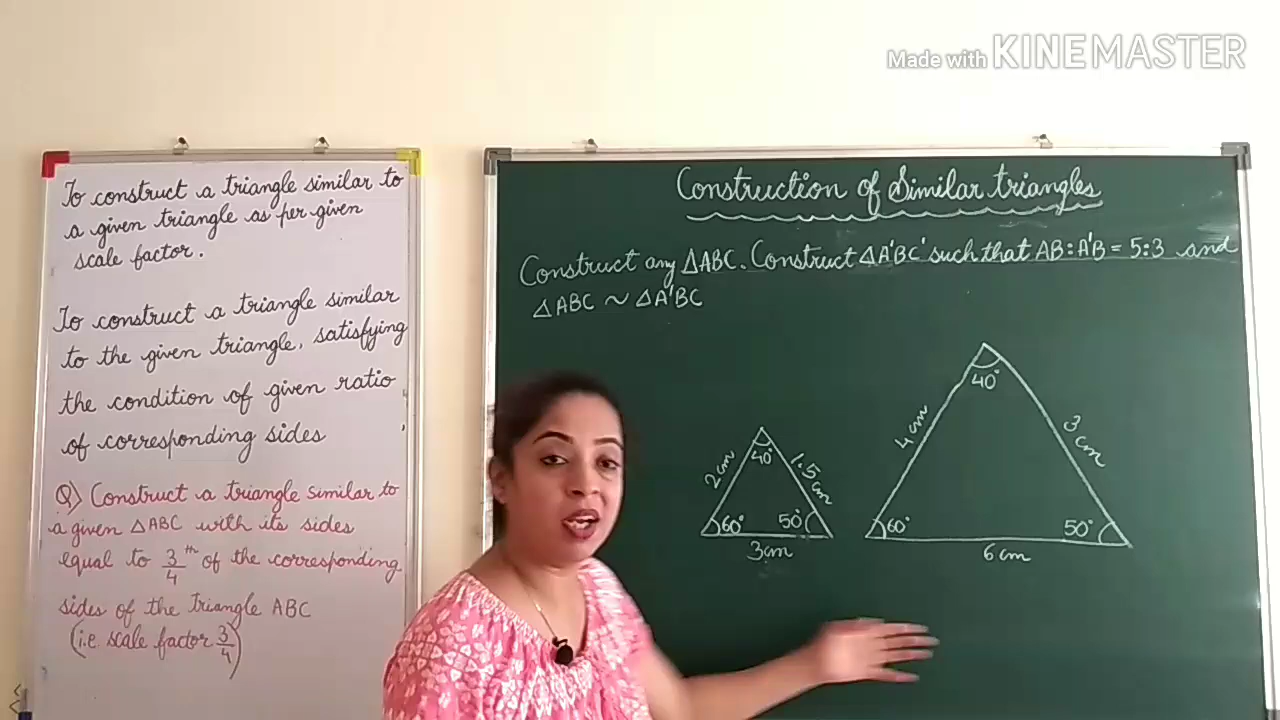 Made with KINEMASTER
To construct a triangle similar to
a given triangle as per given
scale factor.
To construct a triangle similar
to the given triangle, satisfying
the condition of given ratio
of corresponding sides
Q) Construct a triangle similar to
a given △ABC with its sides
equal to 3/4 th of the corresponding
sides of the triangle ABC
(i.e scale factor 3/4)
Construction of Similar triangles
Construct any △ABC. Construct △A'BC' such that AB:A'B = 5:3 and
△ABC ~ △A'BC
40°
2cm
1.5cm
60°
50°
3cm
40°
4cm
3cm
60°
50°
6cm